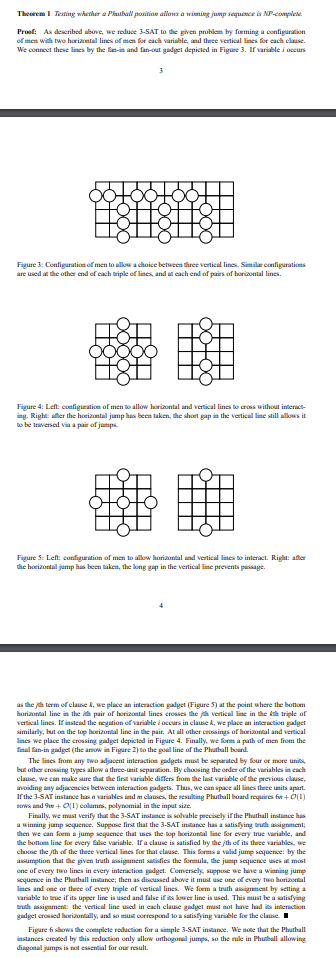 Theorem 1 Testing whether a Phutball position allows a winning jump sequence is NP-complete.
Proof: As described above, we reduce 3-SAT to the given problem by forming a configuration
of men with two horizontal lines of men for each variable, and three vertical lines for each clause.
We connect these lines by the fan-in and fan-out gadget depicted in Figure 3. If variable i occurs
3
Figure 3: Configuration of men to allow a choice between three vertical lines. Similar configurations
are used at the other end of each triple of lines, and at each end of pairs of horizontal lines.
Figure 4: Left: configuration of men to allow horizontal and vertical lines to cross without interact-
ing. Right: after the horizontal jump has been taken, the short gap in the vertical line still allows it
to be traversed via a pair of jumps.
Figure 5: Left: configuration of men to allow horizontal and vertical lines to interact. Right: after
the horizontal jump has been taken, the long gap in the vertical line prevents passage.
4
as the jth term of clause k, we place an interaction gadget (Figure 5) at the point where the bottom
horizontal line in the ith pair of horizontal lines crosses the jth vertical line in the kth triple of
vertical lines. If instead the negation of variable i occurs in clause k, we place an interaction gadget
similarly, but on the top horizontal line in the pair. At all other crossings of horizontal and vertical
lines we place the crossing gadget depicted in Figure 4. Finally, we form a path of men from the
final fan-in gadget (the arrow in Figure 2) to the goal line of the Phutball board.
The lines from any two adjacent interaction gadgets must be separated by four or more units,
but other crossing types allow a three-unit separation. By choosing the order of the variables in each
clause, we can make sure that the first variable differs from the last variable of the previous clause,
avoiding any adjacencies between interaction gadgets. Thus, we can space all lines three units apart.
If the 3-SAT instance has n variables and m clauses, the resulting Phutball board requires 6n + O(1)
rows and 9m + O(1) columns, polynomial in the input size.
Finally, we must verify that the 3-SAT instance is solvable precisely if the Phutball instance has
a winning jump sequence. Suppose first that the 3-SAT instance has a satisfying truth assignment;
then we can form a jump sequence that uses the top horizontal line for every true variable, and
the bottom line for every false variable. If a clause is satisfied by the jth of its three variables, we
choose the jth of the three vertical lines for that clause. This forms a valid jump sequence: by the
assumption that the given truth assignment satisfies the formula, the jump sequence uses at most
one of every two lines in every interaction gadget. Conversely, suppose we have a winning jump
sequence in the Phutball instance; then as discussed above it must use one of every two horizontal
lines and one or three of every triple of vertical lines. We form a truth assignment by setting a
variable to true if its upper line is used and false if its lower line is used. This must be a satisfying
truth assignment: the vertical line used in each clause gadget must not have had its interaction
gadget crossed horizontally, and so must correspond to a satisfying variable for the clause. ■
Figure 6 shows the complete reduction for a simple 3-SAT instance. We note that the Phutball
instances created by this reduction only allow orthogonal jumps, so the rule in Phutball allowing
diagonal jumps is not essential for our result.